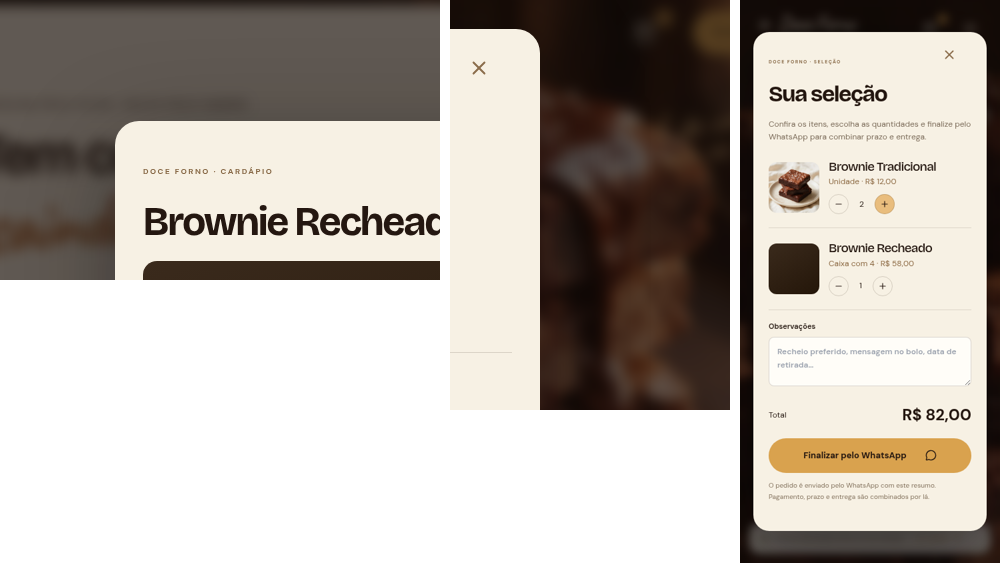 DOCE FORNO · CARDÁPIO
Brownie Rechead
DOCE FORNO · SELEÇÃO
Sua seleção
Confira os itens, escolha as quantidades e finalize pelo
WhatsApp para combinar prazo e entrega.
Brownie Tradicional
Unidade · R$ 12,00
− 2 +
Brownie Recheado
Caixa com 4 · R$ 58,00
− 1 +
Observações
Recheio preferido, mensagem no bolo, data de
retirada...
Total R$ 82,00
Finalizar pelo WhatsApp
O pedido é enviado pelo WhatsApp com este resumo.
Pagamento, prazo e entrega são combinados por lá.